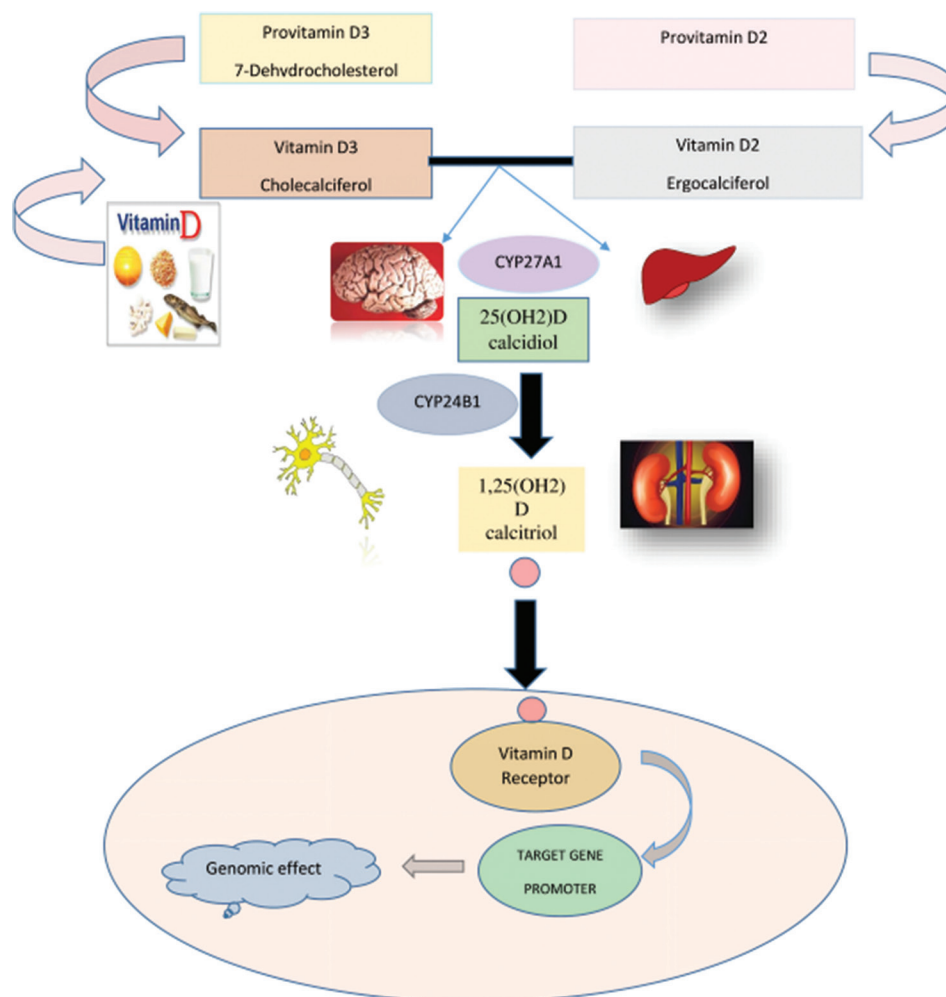 Provitamin D3
7-Dehydrocholesterol
Provitamin D2
Vitamin D3
Cholecalciferol
Vitamin D2
Ergocalciferol
Vitamin D
CYP27A1
25(OH2)D
calcidiol
CYP24B1
1,25(OH2)
D
calcitriol
Vitamin D
Receptor
TARGET GENE
PROMOTER
Genomic effect